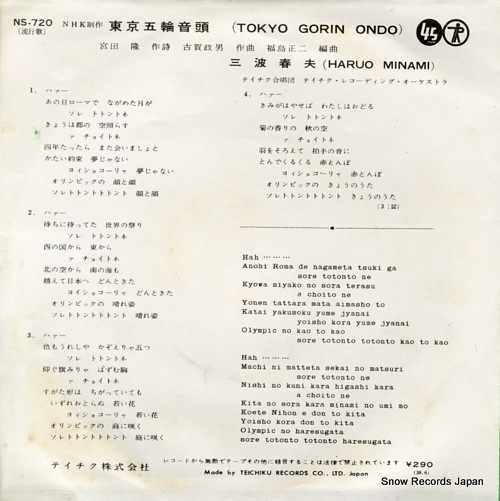 NS-720
(流行歌)
NHK制作 東京五輪音頭 (TOKYO GORIN ONDO)
45
宮田 隆 作詩 古賀政男 作曲 福島正二 編曲
三波春夫 (HARUO MINAMI)
テイチク合唱団 テイチク・レコーディング・オーケストラ
1. ハァー
あの日ローマで ながめた月が
ソレ トトントネ
きょうは都の 空照らす
ァ チョイトネ
四年たったら また会いましょと
かたい約束 夢じゃない
ヨイショコーリャ 夢じゃない
オリンピックの 顔と顔
ソレトトントトントト 顔と顔
2. ハァー
待ちに待ってた 世界の祭り
ソレ トトントネ
西の国から 東から
ァ チョイトネ
北の空から 南の海も
越えて日本へ どんときた
ヨイショコーリャ どんときた
オリンピックの 晴れ姿
ソレトトントトントト 晴れ姿
3. ハァー
色もうれしや かぞえりゃ五つ
ソレ トトントネ
仰ぐ旗みりゃ はずむ胸
ァ チョイトネ
すがた形は ちがっていても
いずれおとらぬ 若い花
ヨイショコーリャ 若い花
オリンピックの 庭に咲く
ソレトトントトントト 庭に咲く
4. ハァー
きみがはやせば わたしはおどる
ソレ トトントネ
菊の香りの 秋の空
ァ チョイトネ
羽をそろえて 拍手の音に
とんでくるくる 赤とんぼ
ヨイショコーリャ 赤とんぼ
オリンピックの きょうのうた
ソレトトントトントト きょうのうた
(3:52)
Hah ………
Anohi Roma de nagameta tsuki ga
sore totonto ne
Kyowa miyako no sora terasu
a choito ne
Yonen tattara mata aimasho to
Katai yakusoku yume jyanai
yoisho kora yume jyanai
Olympic no kao to kao
sore totonto totonto kao to kao
Hah ………
Machi ni matteta sekai no matsuri
sore totonto ne
Nishi no kuni kara higashi kara
a choito ne
Kita no sora kara minami no umi mo
Koete Nihon e don to kita
Yoisho kora don to kita
Olympic no haresugata
sore totonto totonto haresugata
テイチク株式会社
レコードから無断でテープその他に録音することは法律で禁止されています
¥290
Made by TEICHIKU RECORDS CO., LTD. Japan
Snow Records Japan